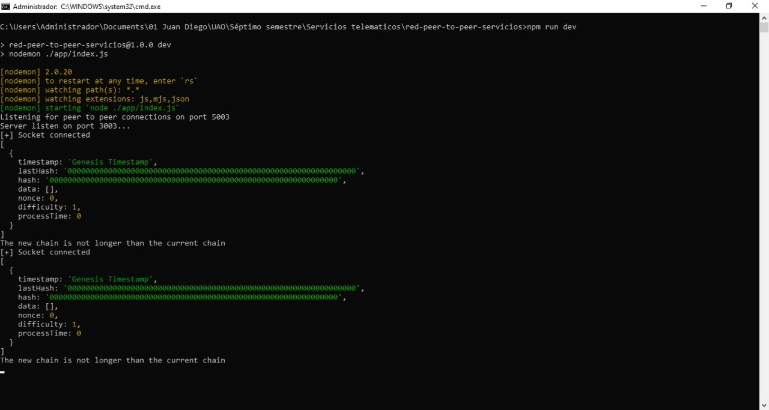 Administrador: C:\WINDOWS\system32\cmd.exe
C:\Users\Administrador\Documents\01 Juan Diego\UAO\Séptimo semestre\Servicios telematicos\red-peer-to-peer-servicios>npm run dev
> red-peer-to-peer-servicios@1.0.0 dev
> nodemon ./app/index.js
[nodemon] 2.0.20
[nodemon] to restart at any time, enter `rs`
[nodemon] watching path(s): *.*
[nodemon] watching extensions: js,mjs,json
[nodemon] starting `node ./app/index.js`
Listening for peer to peer connections on port 5003
Server listen on port 3003...
[+] Socket connected
[
{
timestamp: 'Genesis Timestamp',
lastHash: '0000000000000000000000000000000000000000000000000000000000000000',
hash: '0000000000000000000000000000000000000000000000000000000000000000',
data: [],
nonce: 0,
difficulty: 1,
processTime: 0
}
]
The new chain is not longer than the current chain
[+] Socket connected
[
{
timestamp: 'Genesis Timestamp',
lastHash: '0000000000000000000000000000000000000000000000000000000000000000',
hash: '0000000000000000000000000000000000000000000000000000000000000000',
data: [],
nonce: 0,
difficulty: 1,
processTime: 0
}
]
The new chain is not longer than the current chain